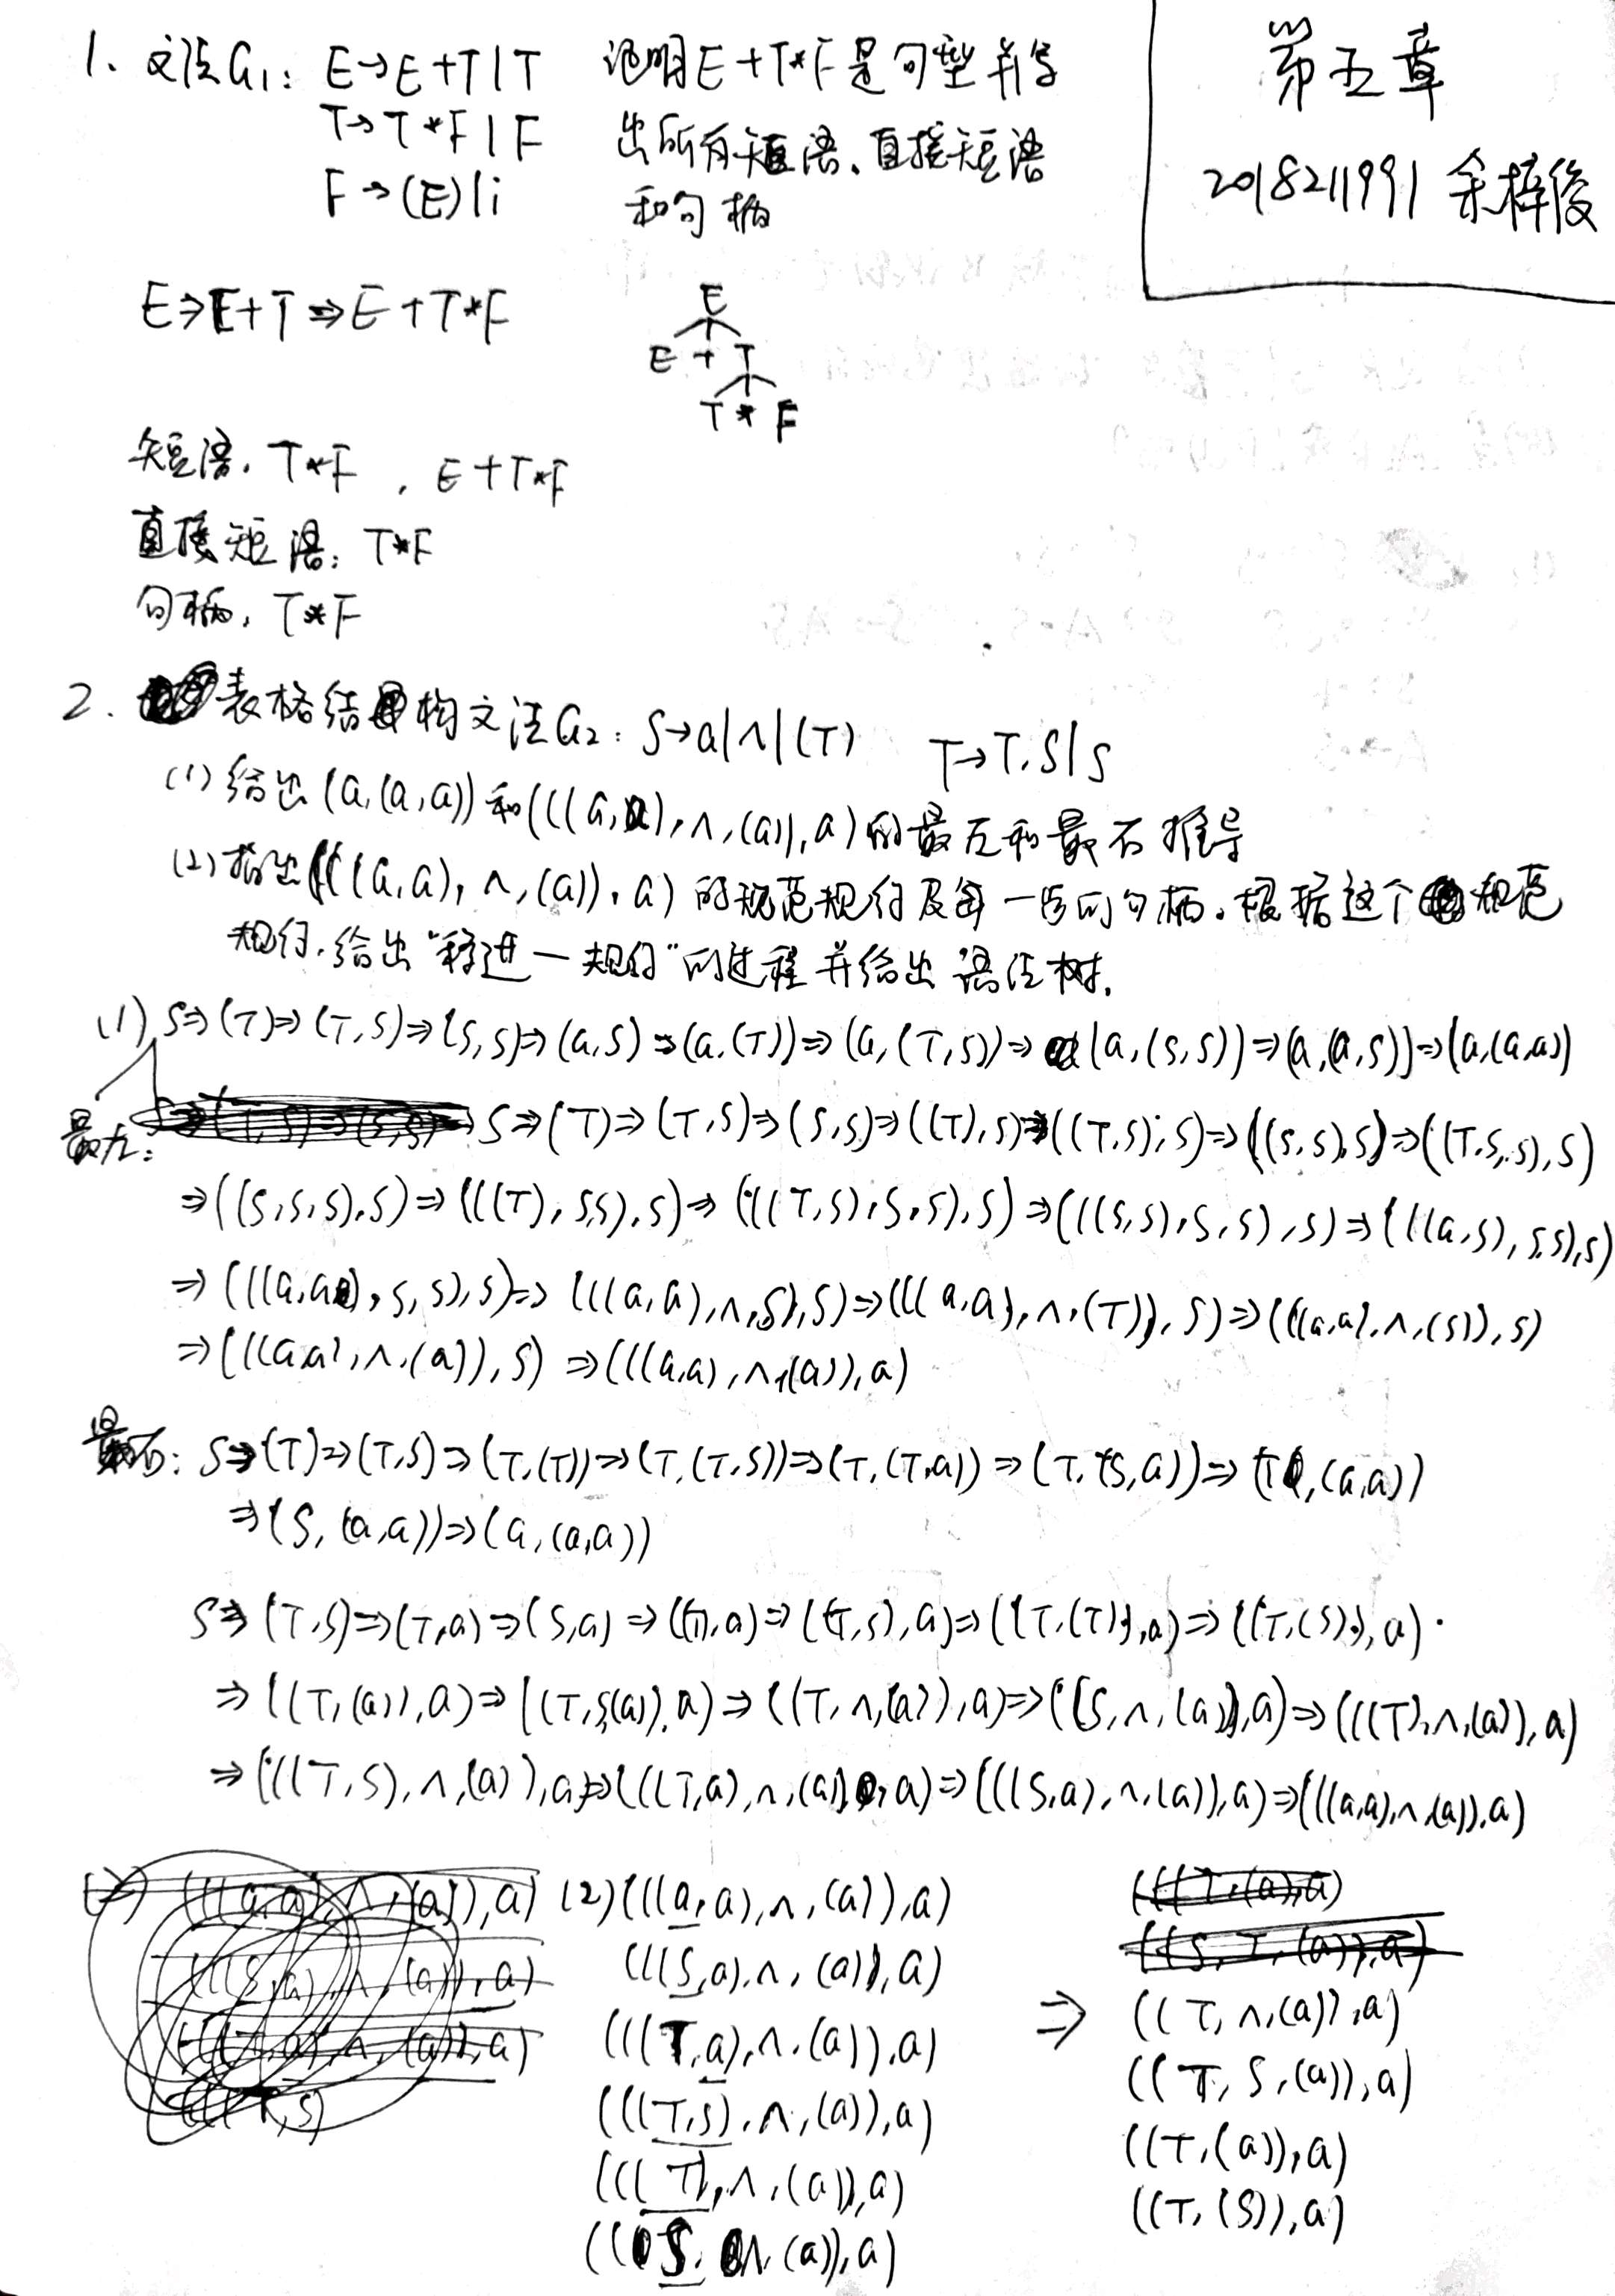 第五章
2018211991 余梓俊
1. 文法G₁: E→E+T|T 证明E+T*F是句型并写
T→T*F|F 出所有短语、直接短语
F→(E)|i 和句柄
E⇒E+T⇒E+T*F
E
E + T
T * F
短语: T*F , E+T*F
直接短语: T*F
句柄: T*F
2. 表格结构文法G₂: S→a|∧|(T) T→T,S|S
(1) 给出(a,(a,a))和(((a,a),∧,(a)),a)的最左和最右推导
(2) 指出(((a,a),∧,(a)),a)的规范规约及每一步的句柄. 根据这个规范
规约,给出"移进—规约"的过程并给出语法树.
(1) S⇒(T)⇒(T,S)⇒(S,S)⇒(a,S)⇒(a,(T))⇒(a,(T,S))⇒(a,(S,S))⇒(a,(a,S))⇒(a,(a,a))
最左: S⇒(T)⇒(T,S)⇒(S,S)⇒((T),S)⇒((T,S),S)⇒((S,S),S)⇒((T,S,S),S)
⇒((S,S,S),S)⇒(((T),S,S),S)⇒(((T,S),S,S),S)⇒(((S,S),S,S),S)⇒(((a,S),S,S),S)
⇒(((a,a),S,S),S)⇒(((a,a),∧,S),S)⇒(((a,a),∧,(T)),S)⇒(((a,a),∧,(S)),S)
⇒(((a,a),∧,(a)),S)⇒(((a,a),∧,(a)),a)
最右: S⇒(T)⇒(T,S)⇒(T,(T))⇒(T,(T,S))⇒(T,(T,a))⇒(T,(S,a))⇒(T,(a,a))
⇒(S,(a,a))⇒(a,(a,a))
S⇒(T,S)⇒(T,a)⇒(S,a)⇒((T),a)⇒((T,S),a)⇒((T,(T)),a)⇒((T,(S)),a)
⇒((T,(a)),a)⇒((T,S,(a)),a)⇒((T,∧,(a)),a)⇒((S,∧,(a)),a)⇒(((T),∧,(a)),a)
⇒(((T,S),∧,(a)),a)⇒(((T,a),∧,(a)),a)⇒(((S,a),∧,(a)),a)⇒(((a,a),∧,(a)),a)
(2)(((a,a),∧,(a)),a)
(((S,a),∧,(a)),a)
(((T,a),∧,(a)),a)
(((T,S),∧,(a)),a)
(((T),∧,(a)),a)
((S,∧,(a)),a)
⇒
((T,∧,(a)),a)
((T,S,(a)),a)
((T,(a)),a)
((T,(S)),a)